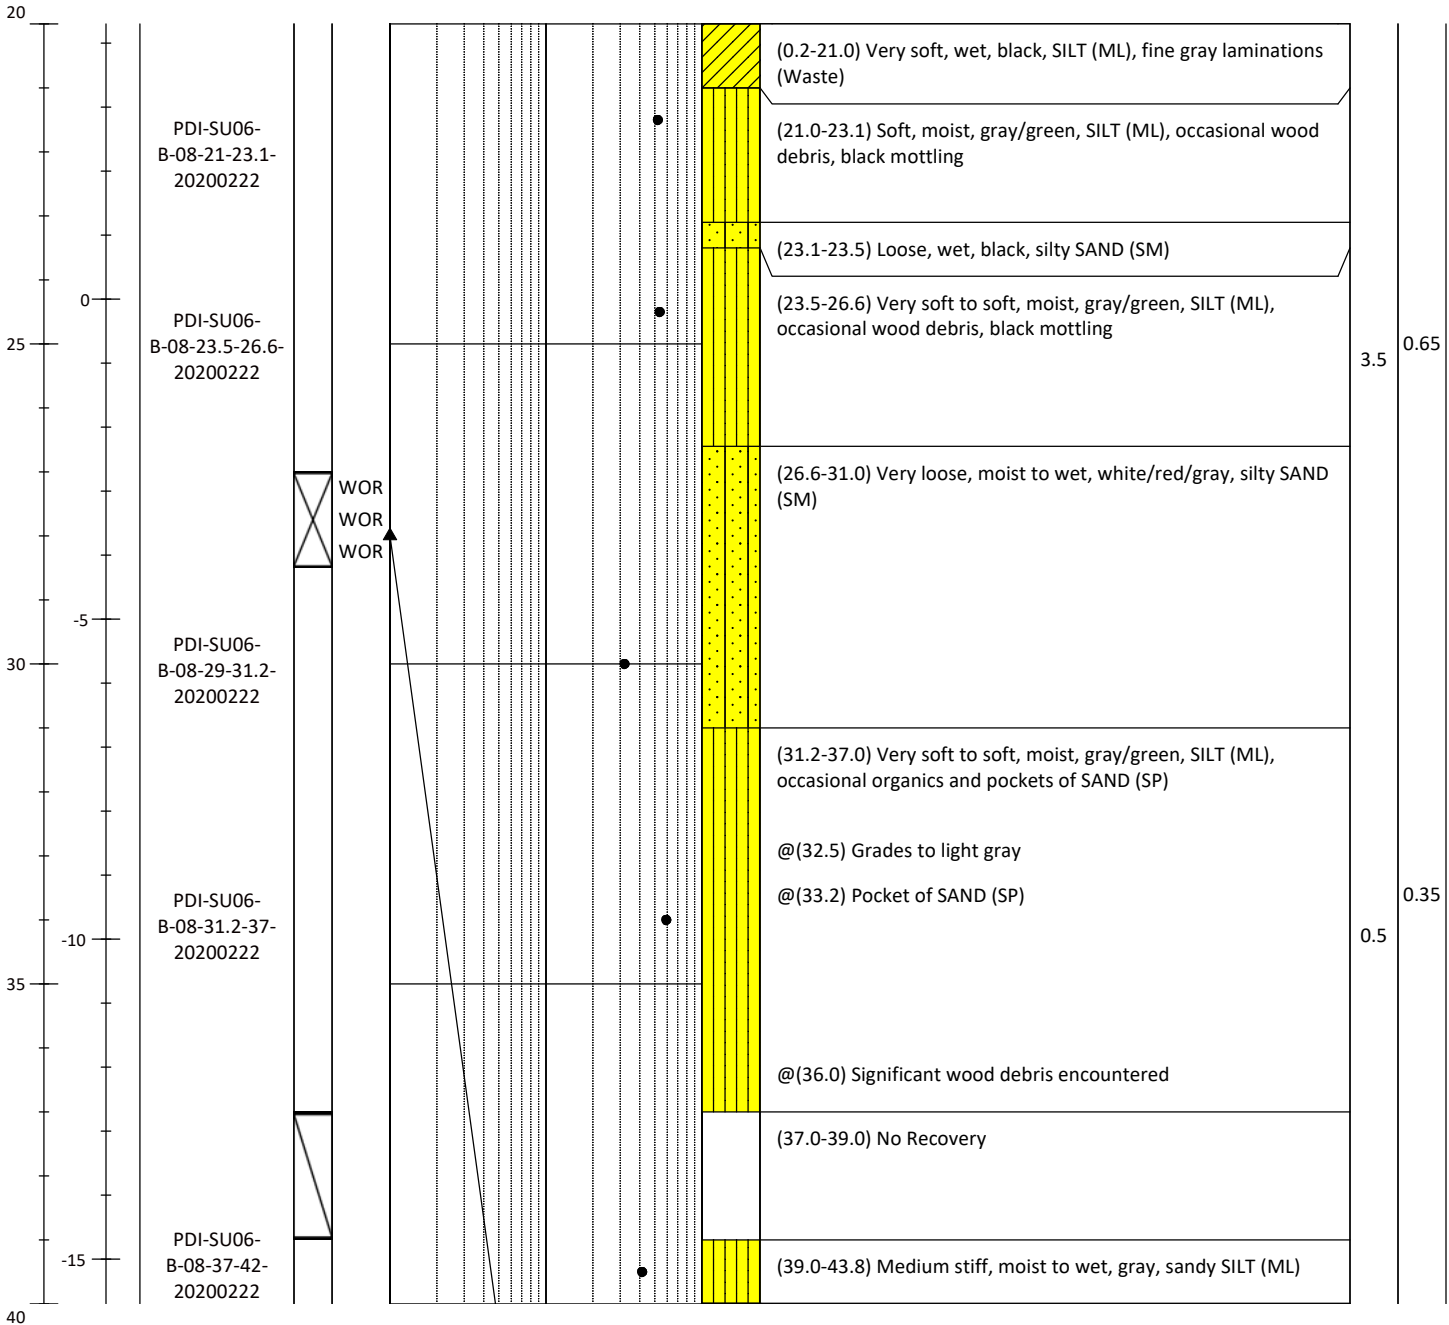 20
(0.2-21.0) Very soft, wet, black, SILT (ML), fine gray laminations
(Waste)
PDI-SU06-
B-08-21-23.1-
20200222
(21.0-23.1) Soft, moist, gray/green, SILT (ML), occasional wood
debris, black mottling
(23.1-23.5) Loose, wet, black, silty SAND (SM)
0
PDI-SU06-
B-08-23.5-26.6-
20200222
(23.5-26.6) Very soft to soft, moist, gray/green, SILT (ML),
occasional wood debris, black mottling
25
3.5
0.65
WOR
WOR
WOR
(26.6-31.0) Very loose, moist to wet, white/red/gray, silty SAND
(SM)
-5
30
PDI-SU06-
B-08-29-31.2-
20200222
(31.2-37.0) Very soft to soft, moist, gray/green, SILT (ML),
occasional organics and pockets of SAND (SP)
@(32.5) Grades to light gray
@(33.2) Pocket of SAND (SP)
PDI-SU06-
B-08-31.2-37-
20200222
-10
0.5
0.35
35
@(36.0) Significant wood debris encountered
(37.0-39.0) No Recovery
PDI-SU06-
B-08-37-42-
20200222
-15
(39.0-43.8) Medium stiff, moist to wet, gray, sandy SILT (ML)
40